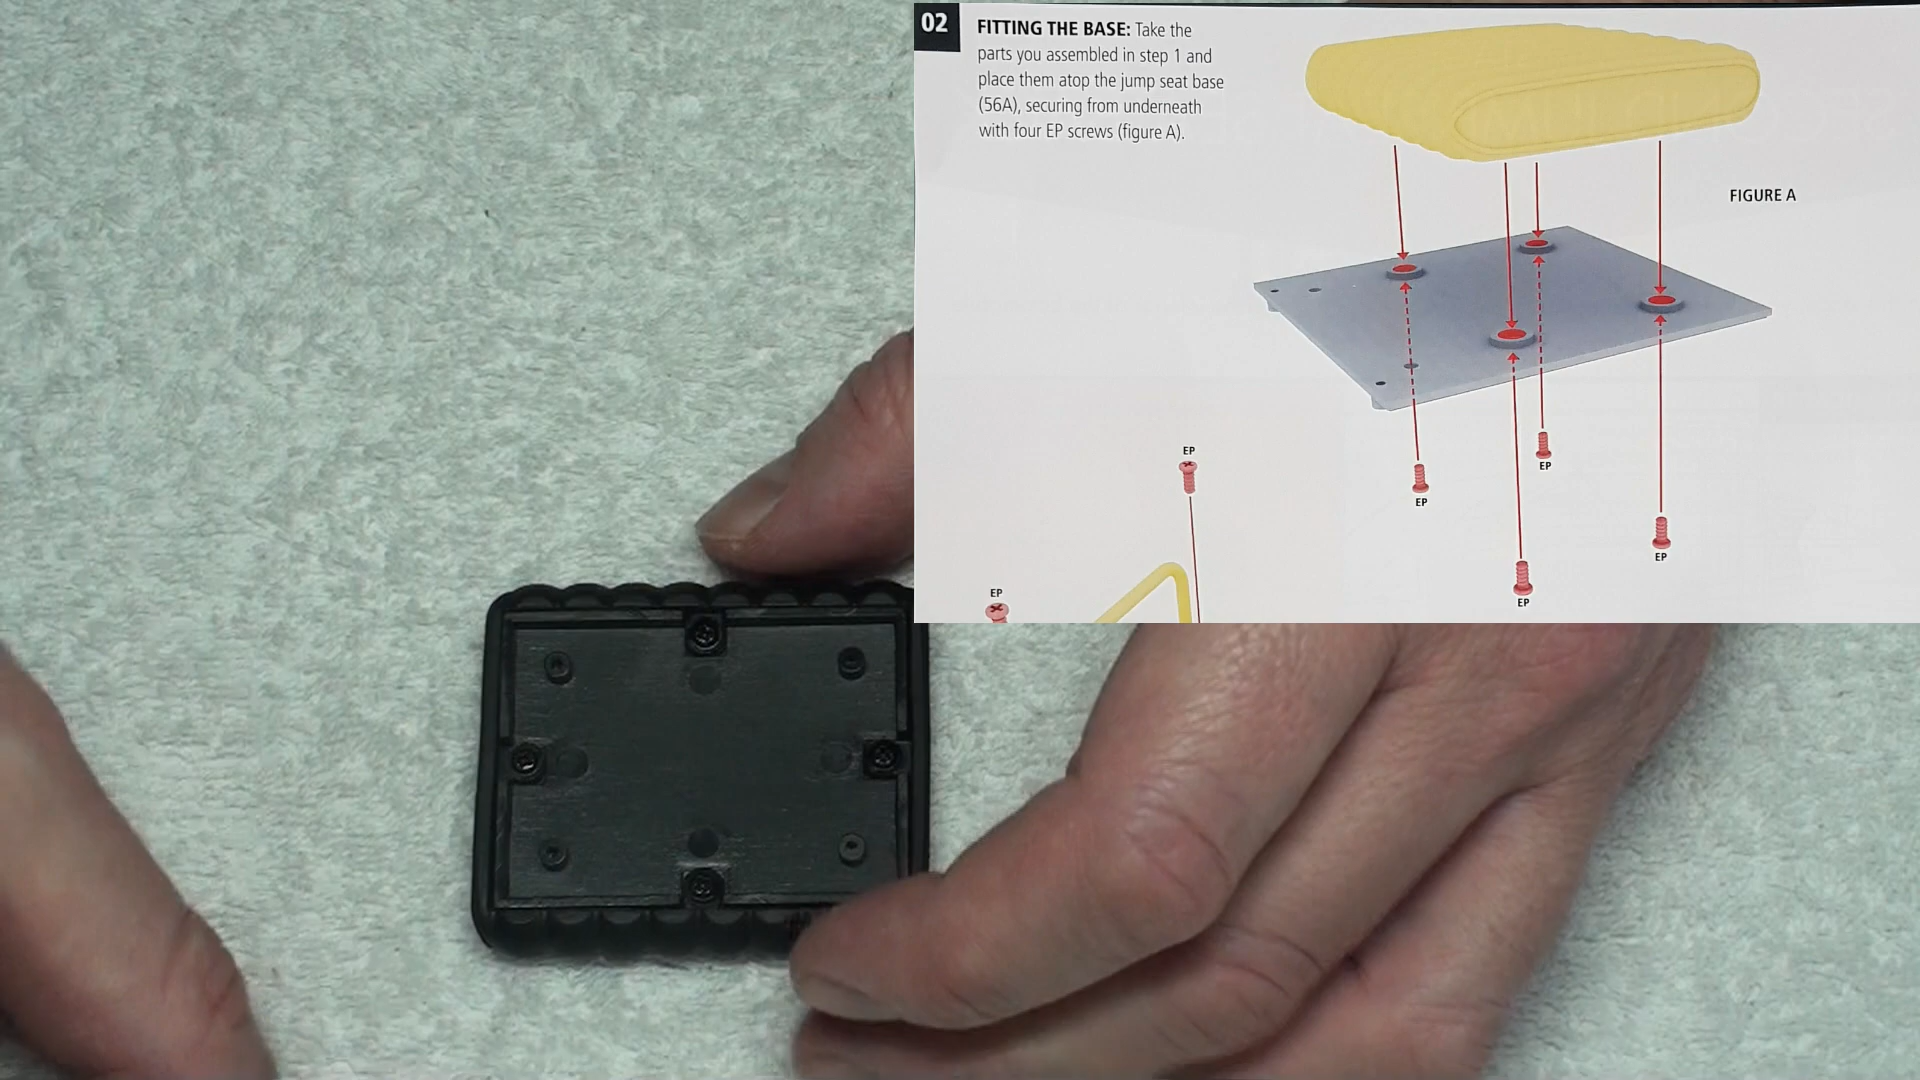 02
FITTING THE BASE: Take the
parts you assembled in step 1 and
place them atop the jump seat base
(56A), securing from underneath
with four EP screws (figure A).
FIGURE A
EP
EP
EP
EP
EP
EP